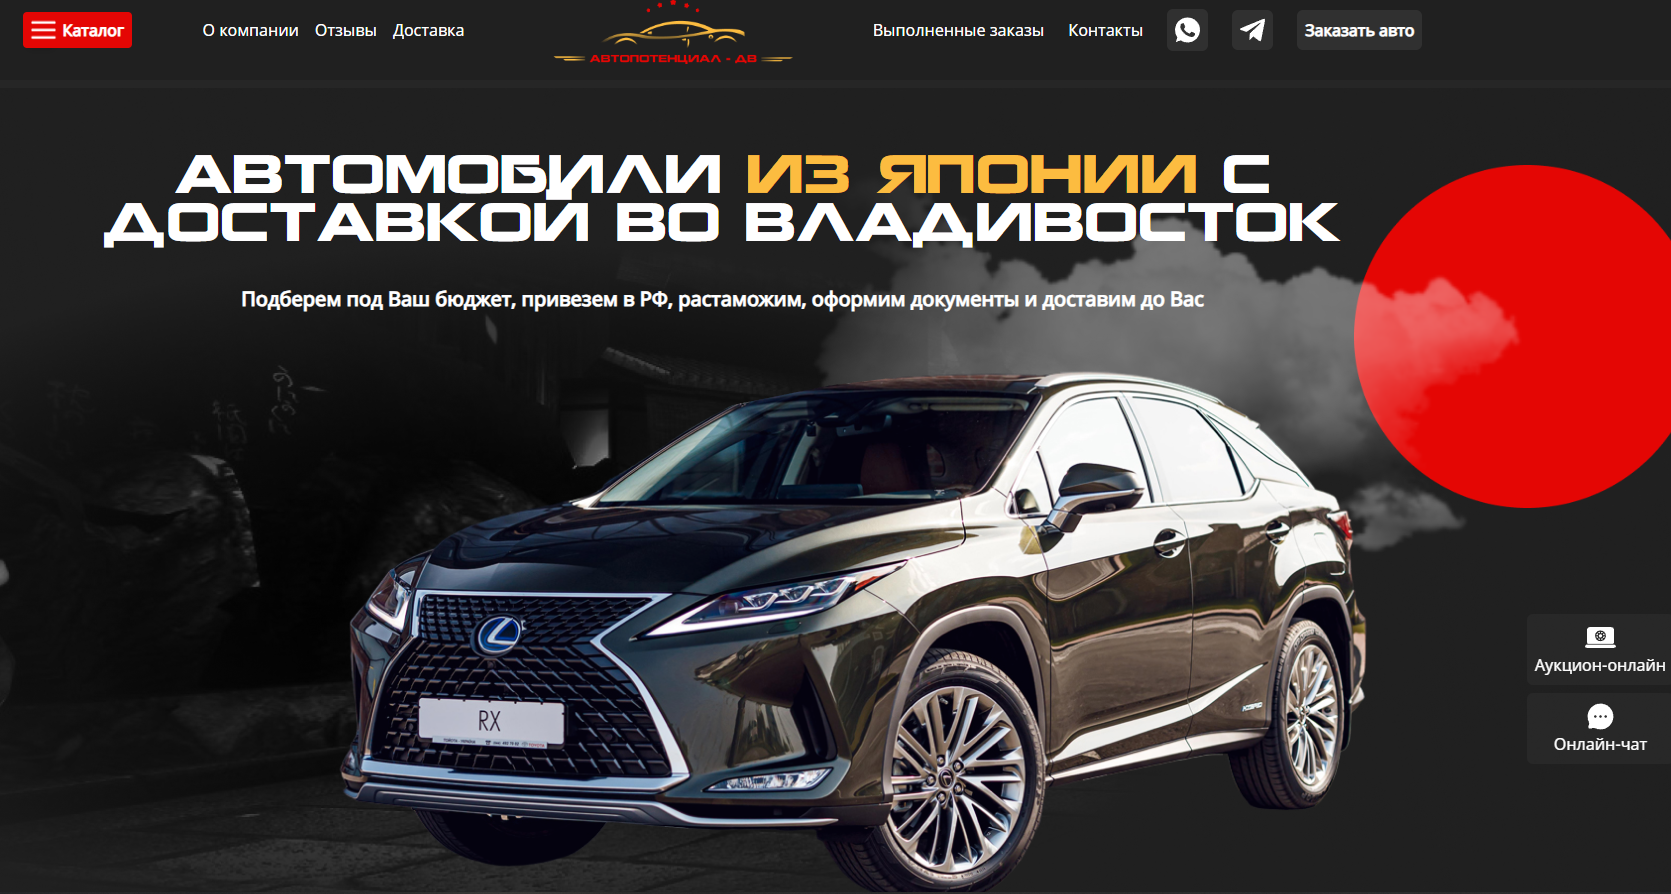 Каталог
О компании
Отзывы
Доставка
АВТОПОТЕНЦИАЛ - ДВ
Выполненные заказы
Контакты
Заказать авто
АВТОМОБИЛИ ИЗ ЯПОНИИ С
ДОСТАВКОЙ ВО ВЛАДИВОСТОК
Подберем под Ваш бюджет, привезем в РФ, растаможим, оформим документы и доставим до Вас
RX
Аукцион-онлайн
Онлайн-чат